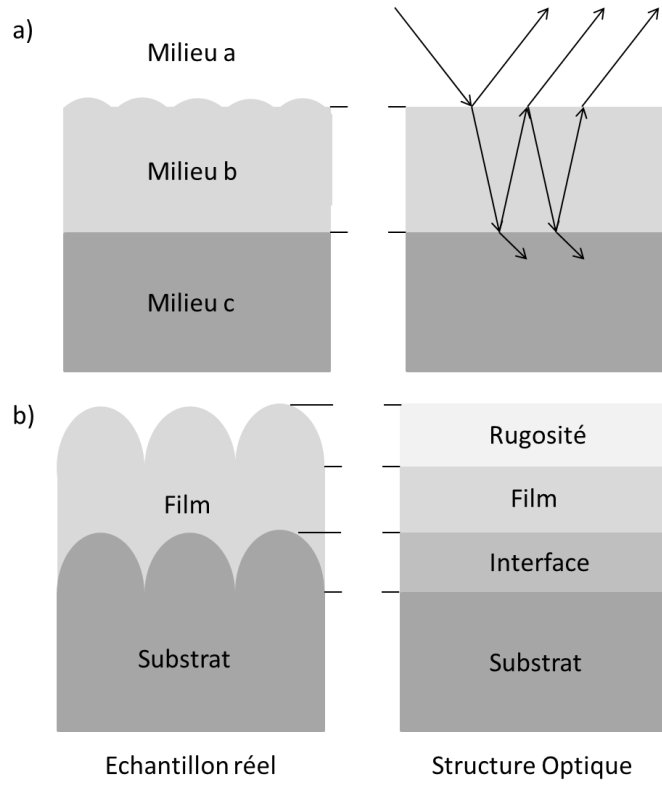 a)
Milieu a
Milieu b
Milieu c
b)
Rugosité
Film
Film
Interface
Substrat
Substrat
Echantillon réel
Structure Optique